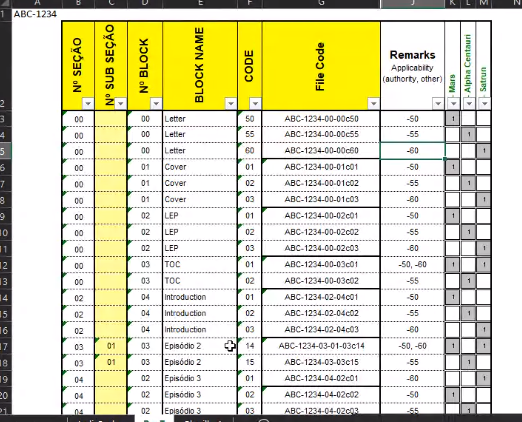 B C D E F G J K L M N
1 ABC-1234
2 Nº SEÇÃO Nº SUB SEÇÃO Nº BLOCK BLOCK NAME CODE File Code Remarks Applicability (authority, other) - Mars - Alpha Centauri - Satrun
3 00 00 Letter 50 ABC-1234-00-00c50 -50 1
4 00 00 Letter 55 ABC-1234-00-00c55 -55 1
5 00 00 Letter 60 ABC-1234-00-00c60 -60 1
6 00 01 Cover 01 ABC-1234-00-01c01 -50 1
7 00 01 Cover 02 ABC-1234-00-01c02 -55 1
8 00 01 Cover 03 ABC-1234-00-01c03 -60 1
9 00 02 LEP 01 ABC-1234-00-02c01 -50 1
10 00 02 LEP 02 ABC-1234-00-02c02 -55 1
11 00 02 LEP 03 ABC-1234-00-02c03 -60 1
12 00 03 TOC 01 ABC-1234-00-03c01 -50, -60 1 1
13 00 03 TOC 02 ABC-1234-00-03c02 -55 1
14 02 04 Introduction 01 ABC-1234-02-04c01 -50 1
15 02 04 Introduction 02 ABC-1234-02-04c02 -55 1
16 02 04 Introduction 03 ABC-1234-02-04c03 -60 1
17 03 01 03 Episódio 2 14 ABC-1234-03-01-03c14 -50, -60 1 1
18 03 01 03 Episódio 2 15 ABC-1234-03-03c15 -55 1
19 04 02 Episódio 3 01 ABC-1234-04-02c01 -60 1
20 04 02 Episódio 3 02 ABC-1234-04-02c02 -50 1
21 04 02 Episódio 3 03 ABC-1234-04-02c03 -55 1